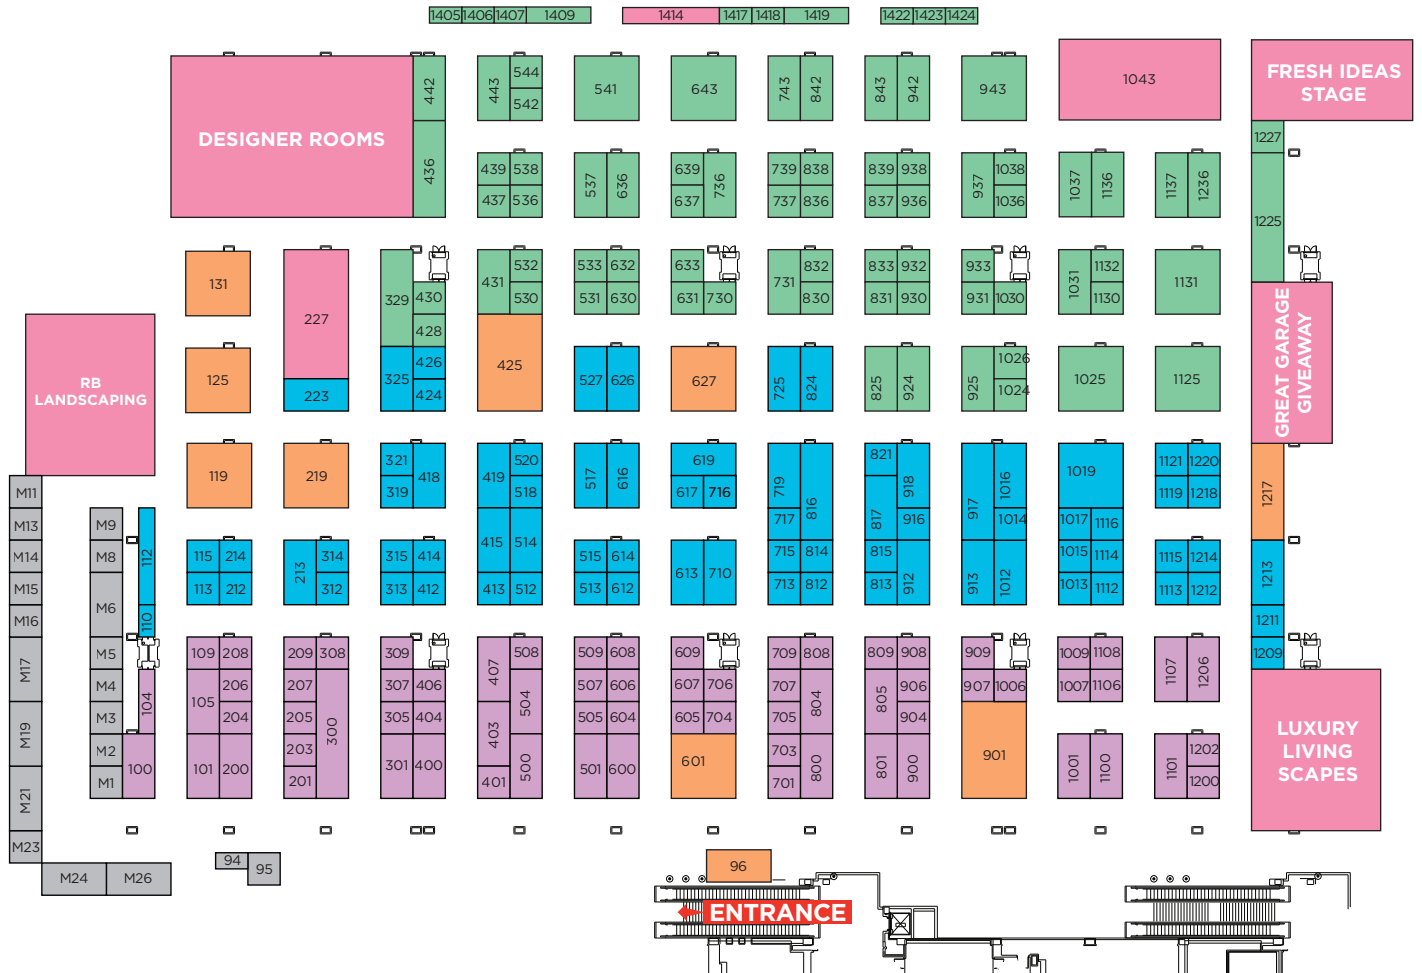 1405 1406 1407 1409 1414 1417 1418 1419 1422 1423 1424
442 443 544 541 643 743 842 843 942 943 1043 FRESH IDEAS
STAGE
542
DESIGNER ROOMS
436 439 538 537 636 639 736 739 838 839 938 937 1038 1037 1136 1137 1236 1227
437 536 637 737 836 837 936 1036
1225
131 227 329 430 431 532 533 632 633 731 832 833 932 933 1031 1132 1131
530 531 630 631 730 830 831 930 931 1030 1130
428
GREAT GARAGE
GIVEAWAY
RB
LANDSCAPING
125 223 325 426 425 527 626 627 725 824 825 924 925 1026 1025 1125
424 1024
119 219 321 418 419 520 517 616 619 719 816 821 918 917 1016 1019 1121 1220 1217
319 518 617 716 817 1119 1218
717 916 1014 1017 1116
M11
M13 M9 112
M14 M8 115 214 213 314 315 414 415 514 515 614 613 710 715 814 815 912 913 1012 1015 1114 1115 1214 1213
M15 M6 113 212 312 313 412 413 512 513 612 713 812 813 1013 1112 1113 1212
M16 110 1211
M17 M5 109 208 209 308 309 407 508 509 608 609 709 808 809 908 909 1009 1108 1107 1206 1209
M4 104 105 206 207 300 307 406 504 507 606 607 706 707 804 805 906 907 1006 1007 1106
M19 M3 204 205 305 404 403 505 604 605 704 705 904
M2 100 101 200 203 301 400 500 501 600 601 703 800 801 900 901 1001 1100 1101 1202
M21 M1 201 401 701 1200
LUXURY
LIVING
SCAPES
M23
M24 M26 94 95 96
ENTRANCE